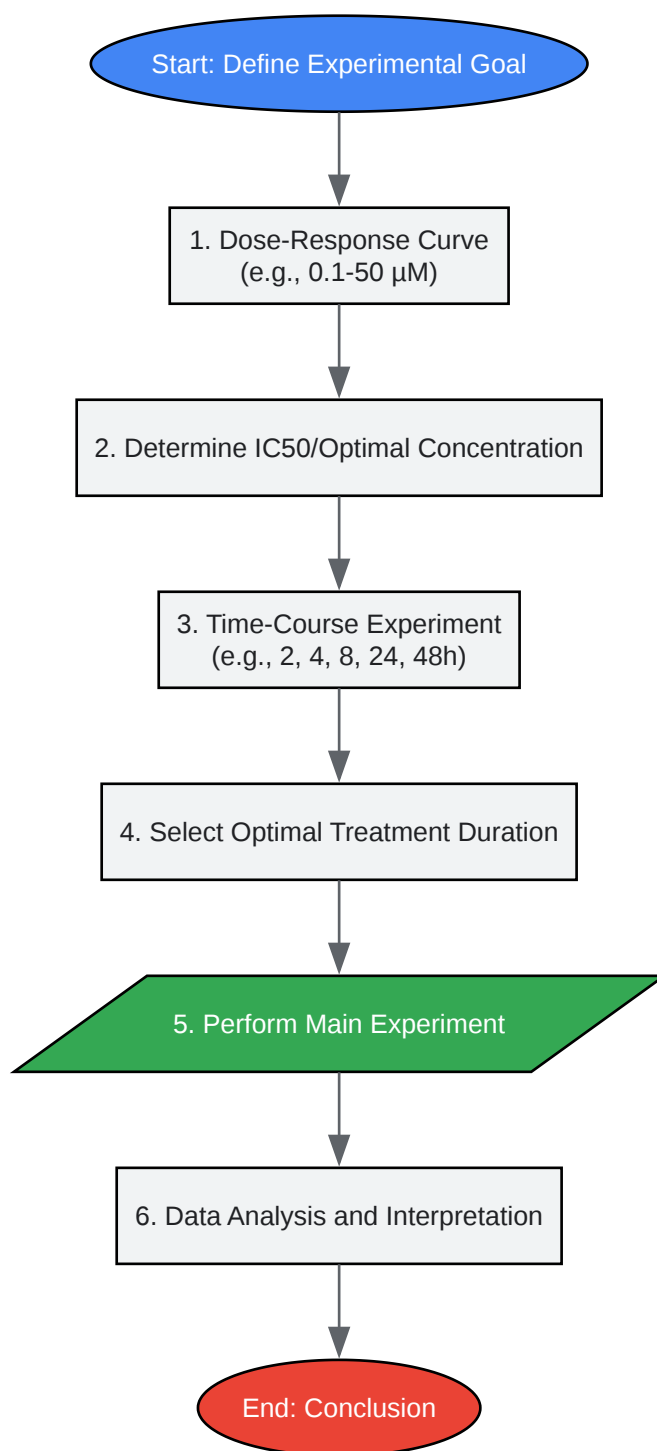 Start: Define Experimental Goal
1. Dose-Response Curve
(e.g., 0.1-50 µM)
2. Determine IC50/Optimal Concentration
3. Time-Course Experiment
(e.g., 2, 4, 8, 24, 48h)
4. Select Optimal Treatment Duration
5. Perform Main Experiment
6. Data Analysis and Interpretation
End: Conclusion